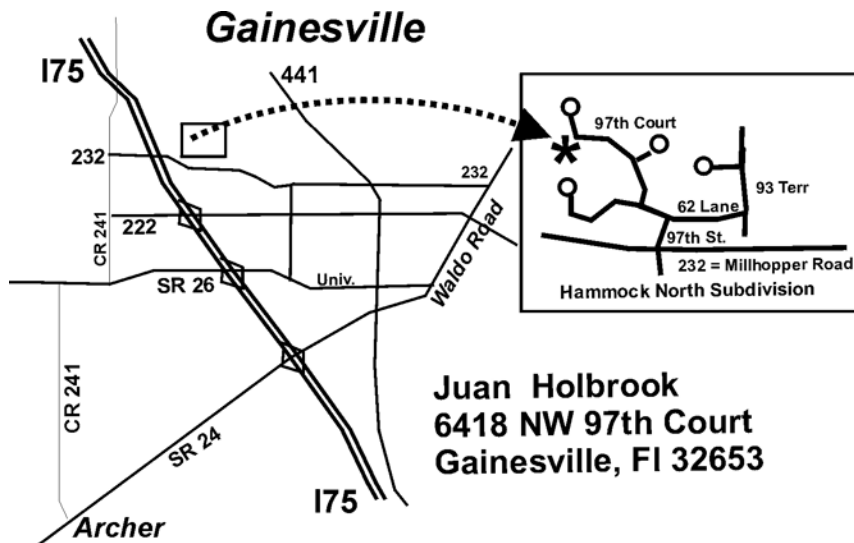 Gainesville
I75
441
232
232
CR 241
222
SR 26
Univ.
Waldo Road
CR 241
SR 24
I75
Archer
97th Court
93 Terr
62 Lane
97th St.
232 = Millhopper Road
Hammock North Subdivision
*
Juan Holbrook
6418 NW 97th Court
Gainesville, Fl 32653